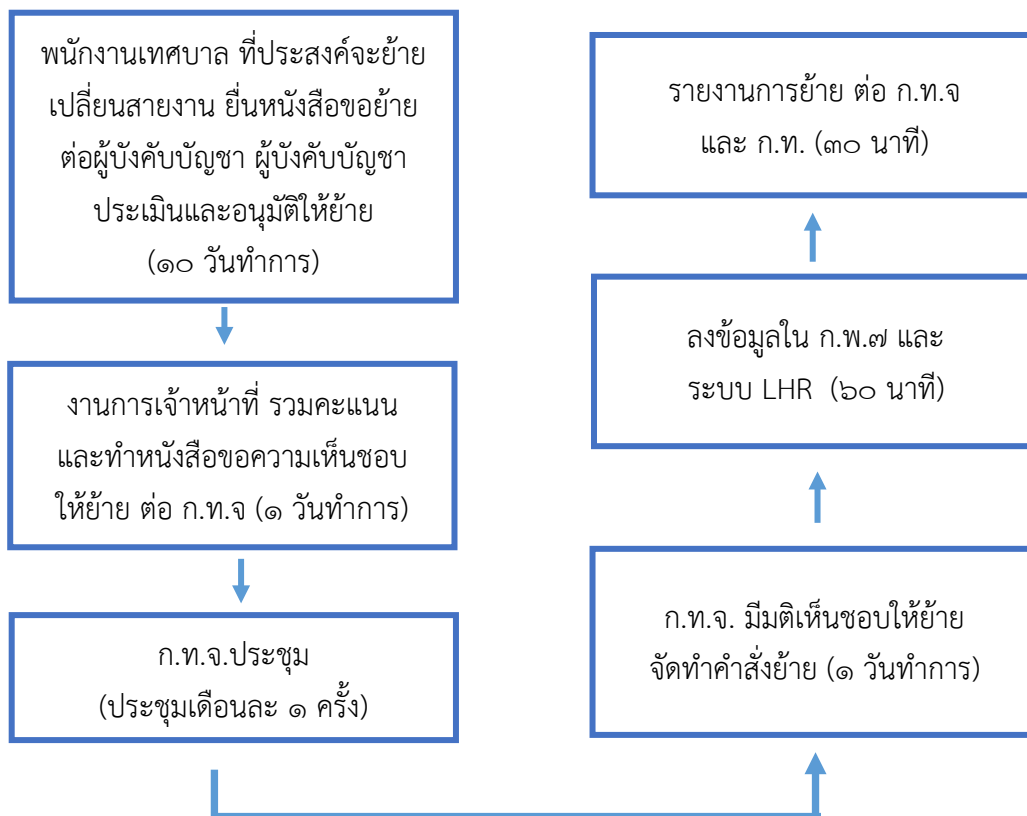 พนักงานเทศบาล ที่ประสงค์จะย้าย
เปลี่ยนสายงาน ยื่นหนังสือขอย้าย
ต่อผู้บังคับบัญชา ผู้บังคับบัญชา
ประเมินและอนุมัติให้ย้าย
(๑๐ วันทำการ)
งานการเจ้าหน้าที่ รวมคะแนน
และทำหนังสือขอความเห็นชอบ
ให้ย้าย ต่อ ก.ท.จ (๑ วันทำการ)
ก.ท.จ.ประชุม
(ประชุมเดือนละ ๑ ครั้ง)
ก.ท.จ. มีมติเห็นชอบให้ย้าย
จัดทำคำสั่งย้าย (๑ วันทำการ)
ลงข้อมูลใน ก.พ.๗ และ
ระบบ LHR (๖๐ นาที)
รายงานการย้าย ต่อ ก.ท.จ
และ ก.ท. (๓๐ นาที)